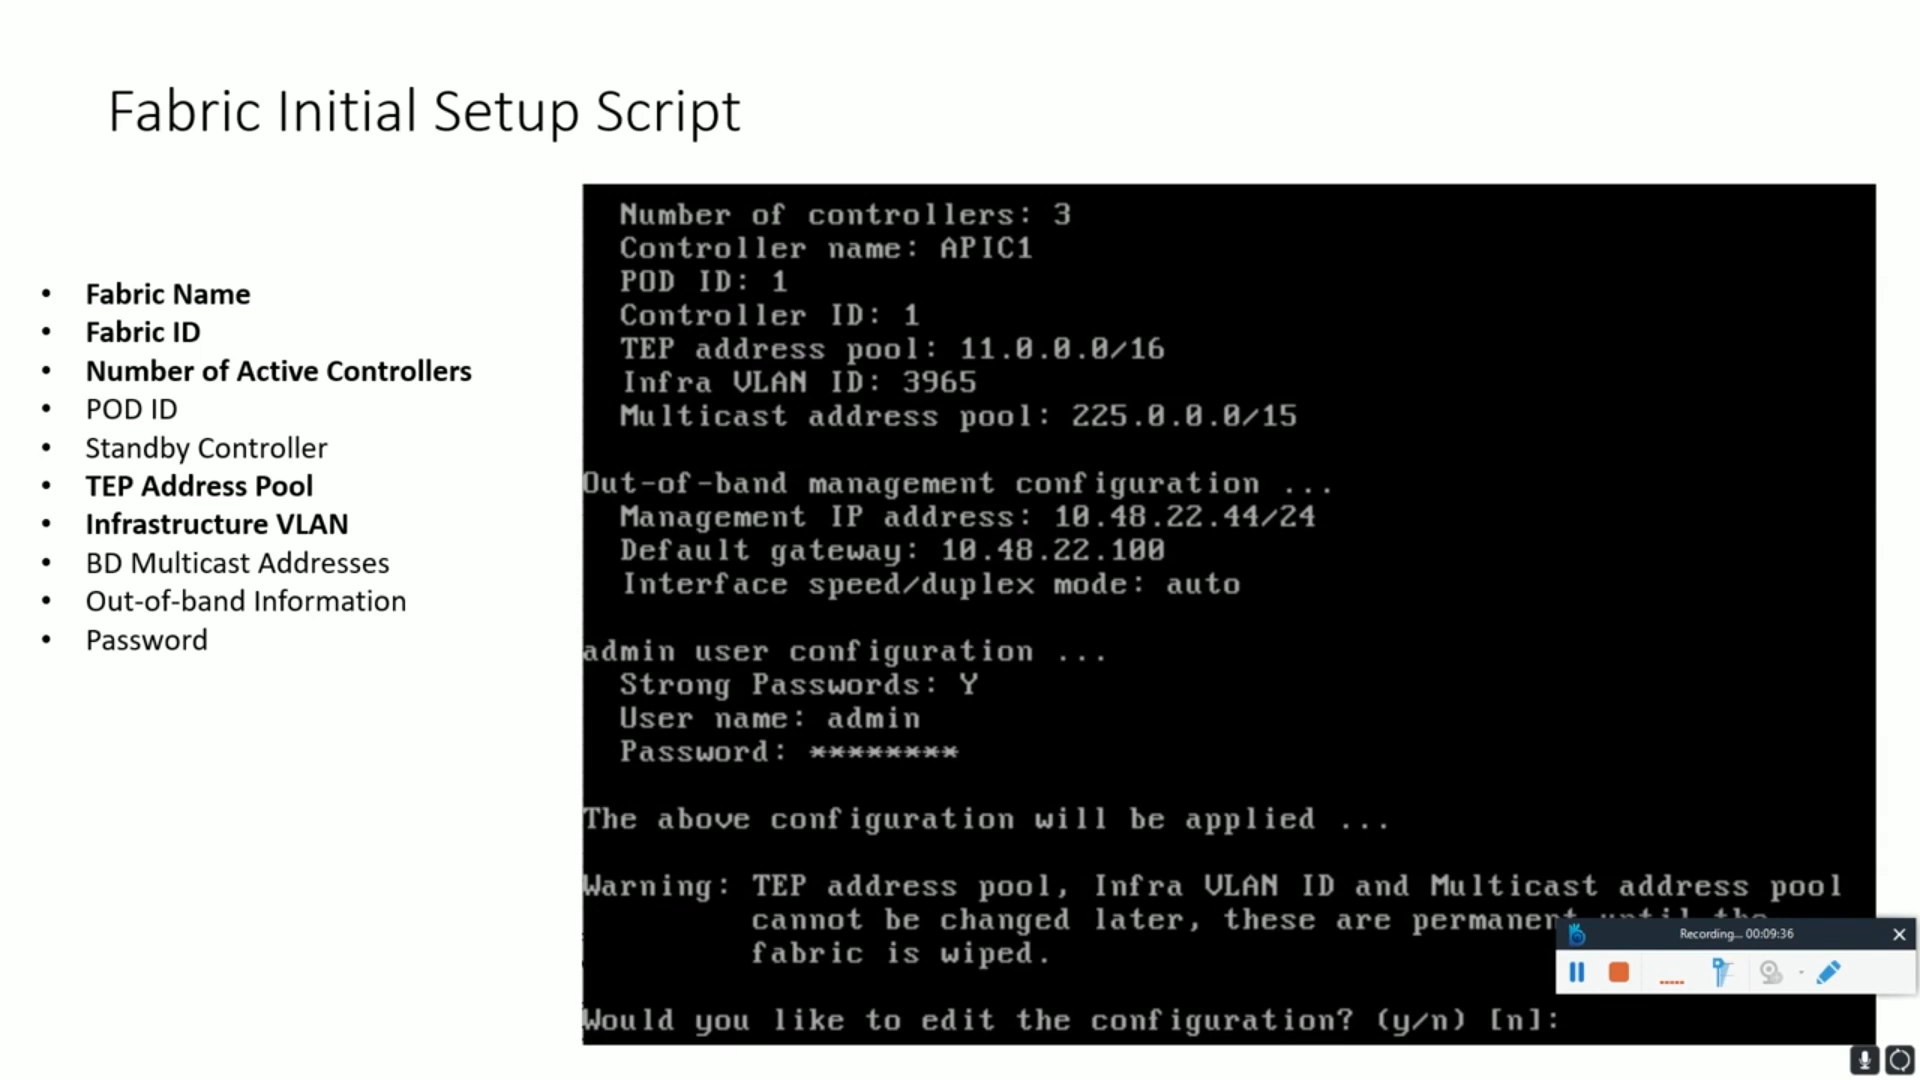 Fabric Initial Setup Script
• Fabric Name
• Fabric ID
• Number of Active Controllers
• POD ID
• Standby Controller
• TEP Address Pool
• Infrastructure VLAN
• BD Multicast Addresses
• Out-of-band Information
• Password
Number of controllers: 3
Controller name: APIC1
POD ID: 1
Controller ID: 1
TEP address pool: 11.0.0.0/16
Infra VLAN ID: 3965
Multicast address pool: 225.0.0.0/15
Out-of-band management configuration ...
Management IP address: 10.48.22.44/24
Default gateway: 10.48.22.100
Interface speed/duplex mode: auto
admin user configuration ...
Strong Passwords: Y
User name: admin
Password: ********
The above configuration will be applied ...
Warning: TEP address pool, Infra VLAN ID and Multicast address pool
cannot be changed later, these are permanent until the
fabric is wiped.
Would you like to edit the configuration? (y/n) [n]:
Recording... 00:09:36